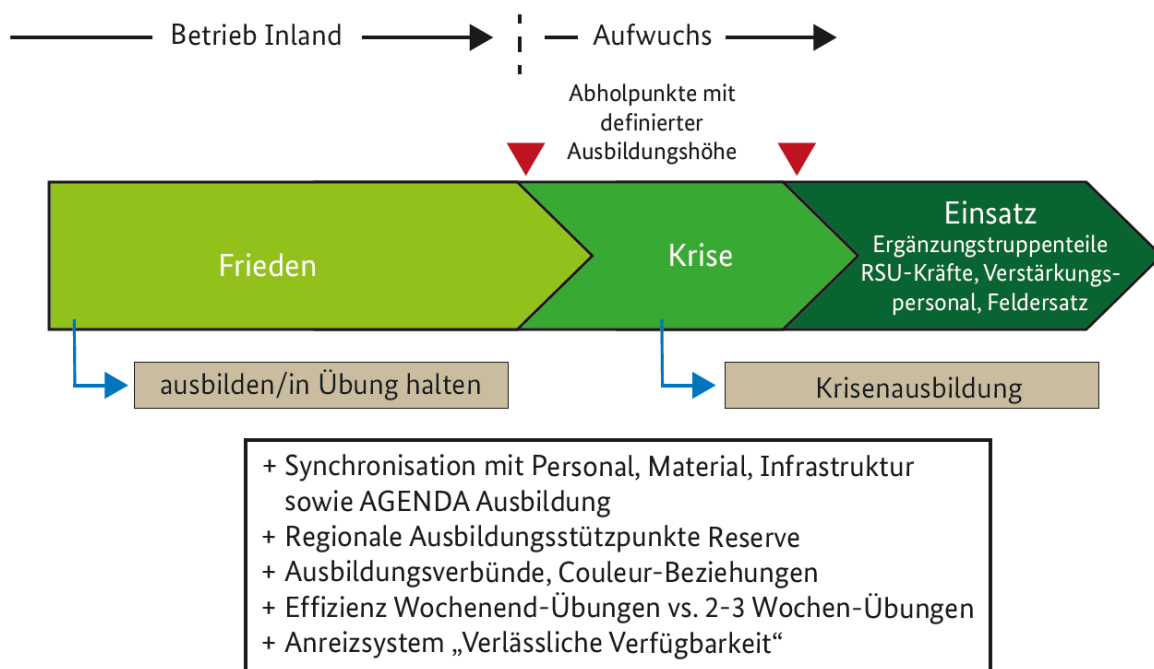 Betrieb Inland
Aufwuchs
Abholpunkte mit
definierter
Ausbildungshöhe
Frieden
Krise
Einsatz
Ergänzungstruppenteile
RSU-Kräfte, Verstärkungs-
personal, Feldersatz
ausbilden/in Übung halten
Krisenausbildung
+ Synchronisation mit Personal, Material, Infrastruktur
sowie AGENDA Ausbildung
+ Regionale Ausbildungsstützpunkte Reserve
+ Ausbildungsverbünde, Couleur-Beziehungen
+ Effizienz Wochenend-Übungen vs. 2-3 Wochen-Übungen
+ Anreizsystem „Verlässliche Verfügbarkeit“